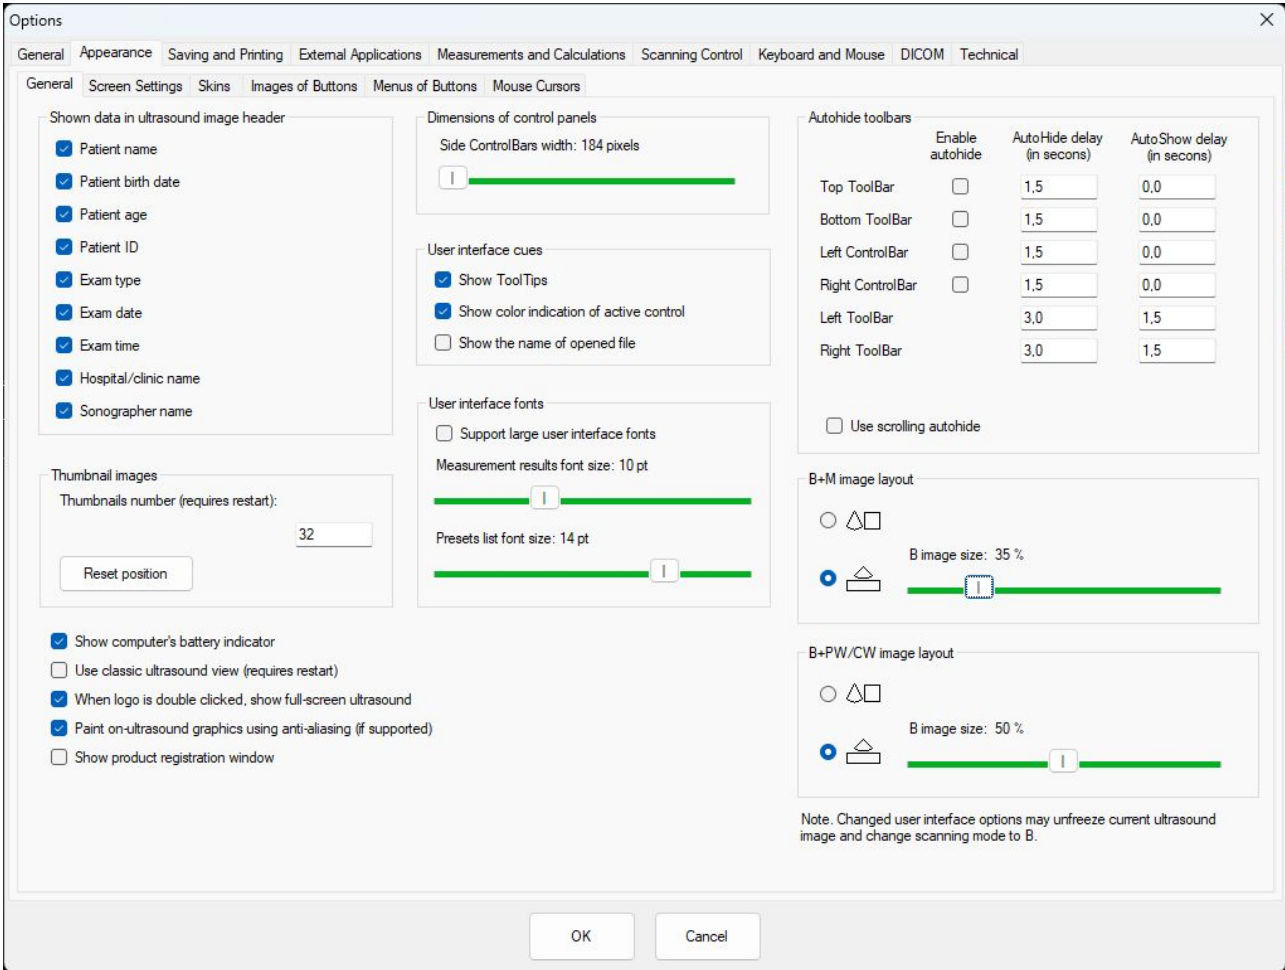 Options
General Appearance Saving and Printing External Applications Measurements and Calculations Scanning Control Keyboard and Mouse DICOM Technical
General Screen Settings Skins Images of Buttons Menus of Buttons Mouse Cursors
Shown data in ultrasound image header
Patient name
Patient birth date
Patient age
Patient ID
Exam type
Exam date
Exam time
Hospital/clinic name
Sonographer name
Thumbnail images
Thumbnails number (requires restart):
32
Reset position
Show computer's battery indicator
Use classic ultrasound view (requires restart)
When logo is double clicked, show full-screen ultrasound
Paint on-ultrasound graphics using anti-aliasing (if supported)
Show product registration window
Dimensions of control panels
Side ControlBars width: 184 pixels
User interface cues
Show ToolTips
Show color indication of active control
Show the name of opened file
User interface fonts
Support large user interface fonts
Measurement results font size: 10 pt
Presets list font size: 14 pt
Autohide toolbars
Enable autohide
AutoHide delay (in secons)
AutoShow delay (in secons)
Top ToolBar 1,5 0,0
Bottom ToolBar 1,5 0,0
Left ControlBar 1,5 0,0
Right ControlBar 1,5 0,0
Left ToolBar 3,0 1,5
Right ToolBar 3,0 1,5
Use scrolling autohide
B+M image layout
B image size: 35 %
B+PW/CW image layout
B image size: 50 %
Note. Changed user interface options may unfreeze current ultrasound
image and change scanning mode to B.
OK Cancel